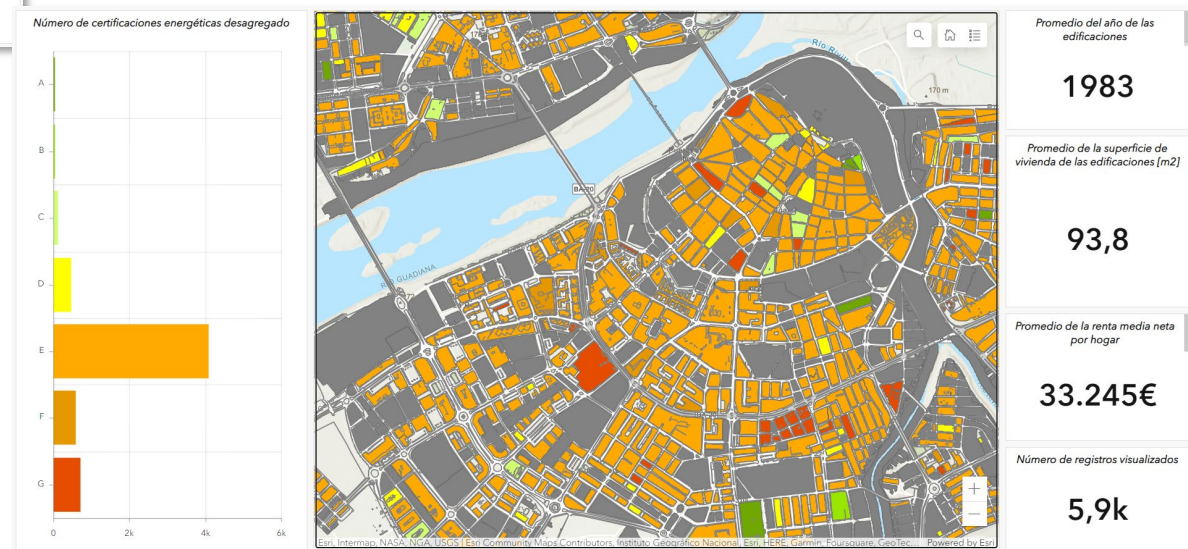 Número de certificaciones energéticas desagregado
A
B
C
D
E
F
G
0
2k
4k
6k
Río Rivill
170 m
BA-20
RÍO GUADIANA
Esri, Intermap, NASA, NGA, USGS | Esri Community Maps Contributors, Instituto Geográfico Nacional, Esri, HERE, Garmin, Foursquare, GeoTec...
Powered by Esri
Promedio del año de las
edificaciones
1983
Promedio de la superficie de
vivienda de las edificaciones [m2]
93,8
Promedio de la renta media neta
por hogar
33.245€
Número de registros visualizados
5,9k